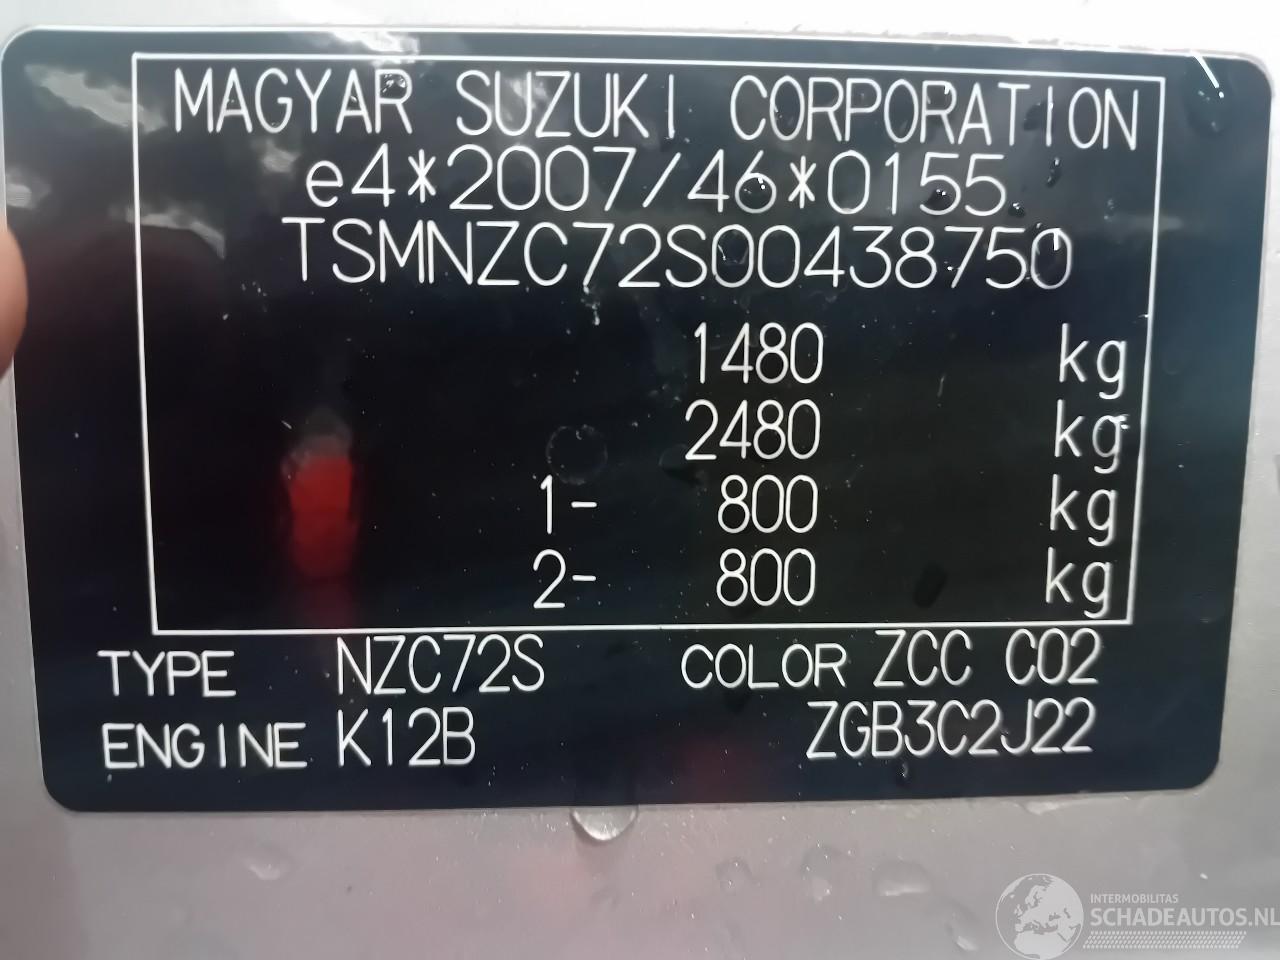 MAGYAR SUZUKI CORPORATION
e4*2007/46*0155
TSMNZC72S00438750
1480 kg
2480 kg
1- 800 kg
2- 800 kg
TYPE NZC72S COLOR ZCC C02
ENGINE K12B ZGB3C2J22
INTERMOBILITAS
SCHADEAUTOS.NL